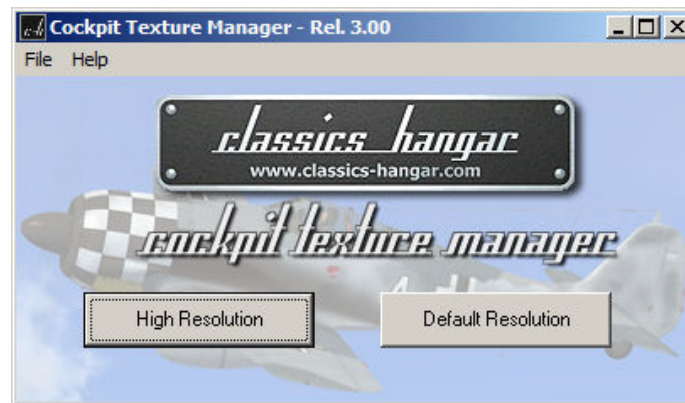 Cockpit Texture Manager - Rel. 3.00
File Help
classics hangar
www.classics-hangar.com
cockpit texture manager
High Resolution Default Resolution